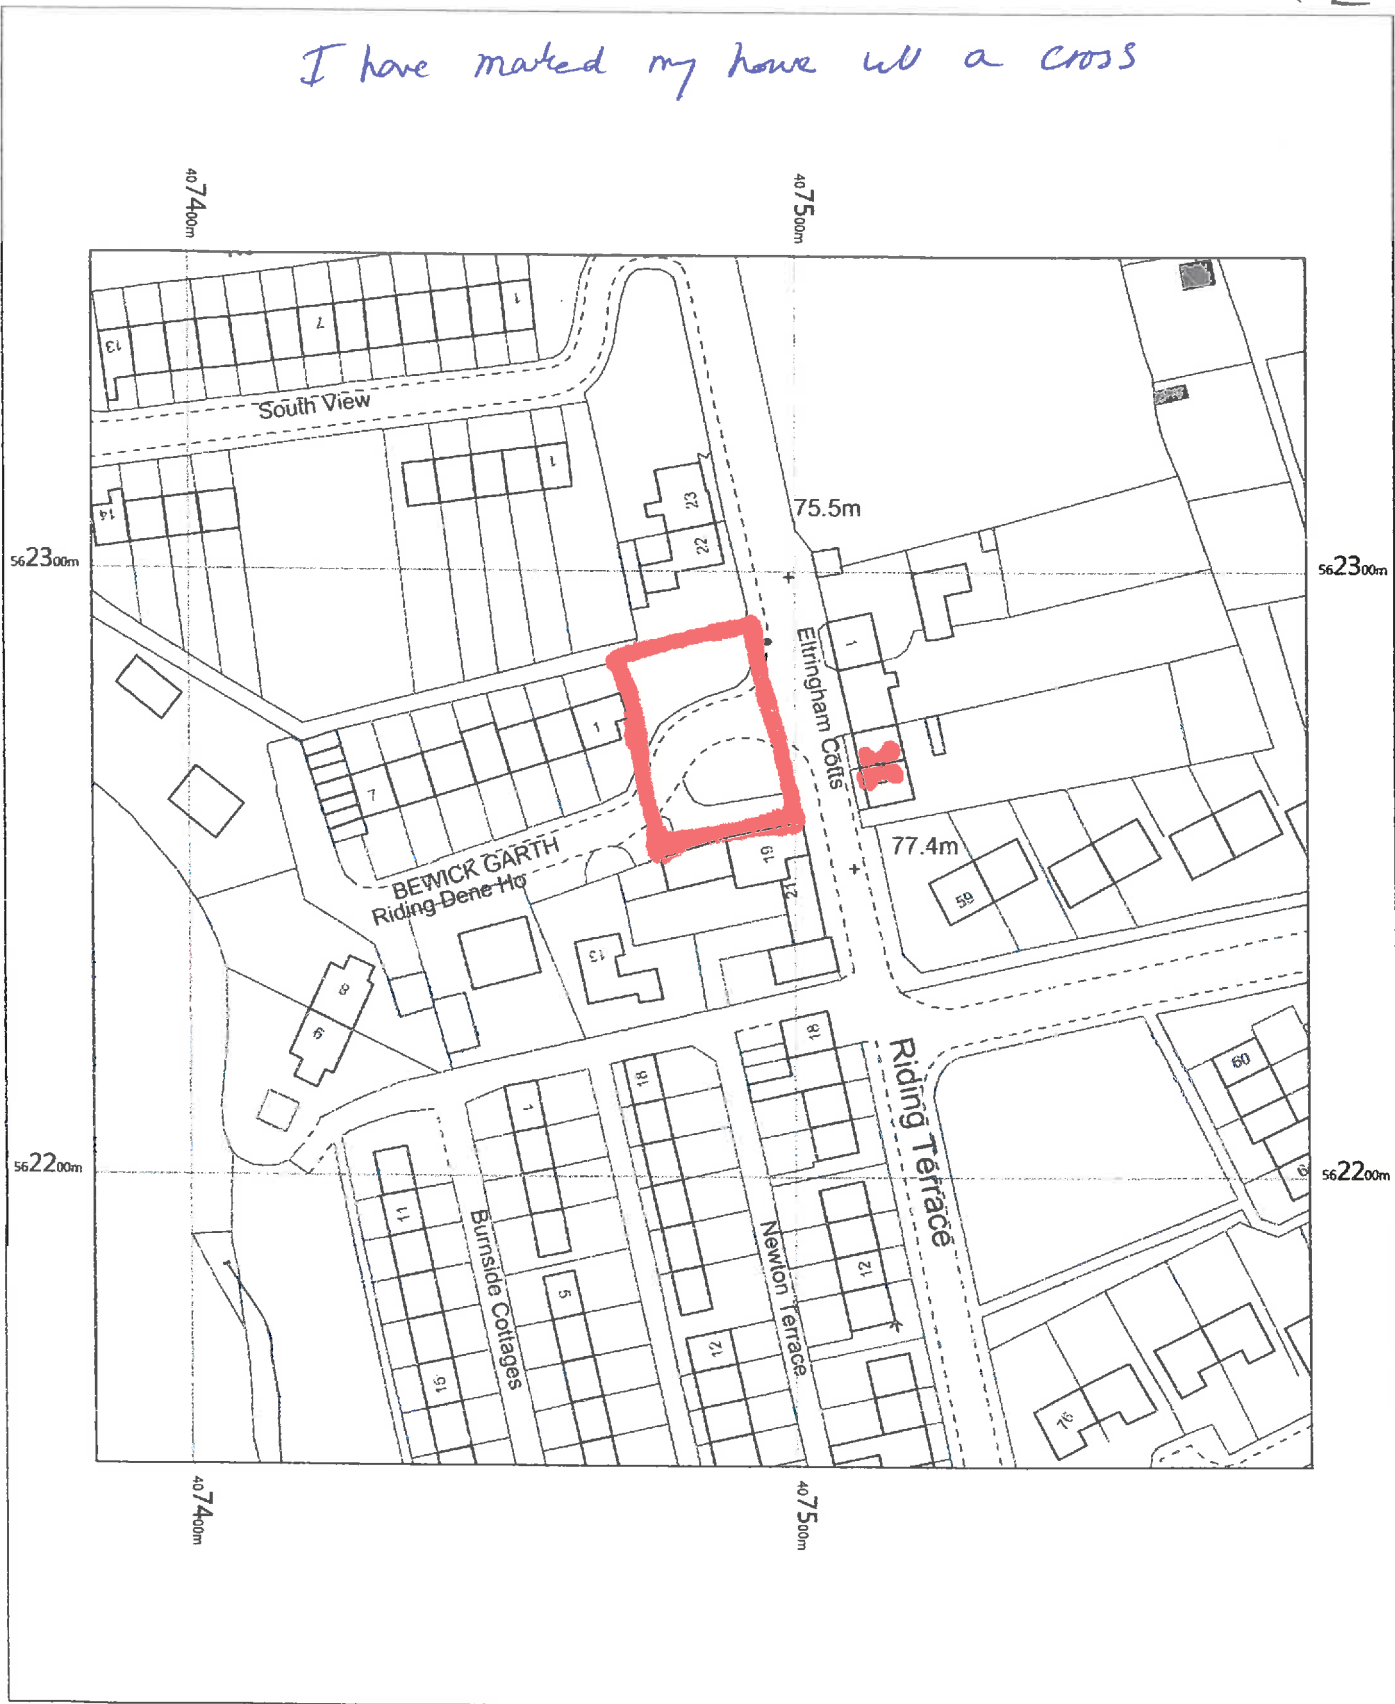 I have marked my house with a cross
4074 00m
4075 00m
1
7
13
South View
1
14
23
75.5m
22
5623 00m
5623 00m
1
Eltringham Cotts
1
7
77.4m
BEWICK GARTH
Riding Dene Ho
19
21
59
13
8
9
18
Riding Terrace
18
60
1
5622 00m
5622 00m
11
Burnside Cottages
Newton Terrace
12
5
12
15
76
4074 00m
4075 00m